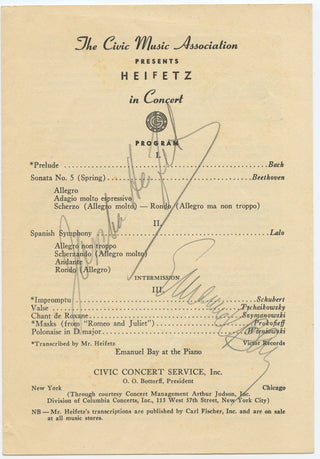 The Civic Music Association
PRESENTS
HEIFETZ
in Concert
PROGRAM
I.
*Prelude Bach
Sonata No. 5 (Spring) Beethoven
Allegro
Adagio molto espressivo
Scherzo (Allegro molto) — Rondo (Allegro ma non troppo)
II.
Spanish Symphony Lalo
Allegro non troppo
Scherzando (Allegro molto)
Andante
Rondo (Allegro)
INTERMISSION
III.
*Impromptu Schubert
Valse Tschaikowsky
Chant de Roxane Szymanowski
*Masks (from "Romeo and Juliet") Prokofieff
Polonaise in D major Wieniawski
*Transcribed by Mr. Heifetz Victor Records
Emanuel Bay at the Piano
Jascha Heifetz
Emanuel Bay
CIVIC CONCERT SERVICE, Inc.
O. O. Bottorff, President
New York Chicago
(Through courtesy Concert Management Arthur Judson, Inc.
Division of Columbia Concerts, Inc., 113 West 57th Street, New York City)
NB — Mr. Heifetz's transcriptions are published by Carl Fischer, Inc. and are on sale
at all music stores.